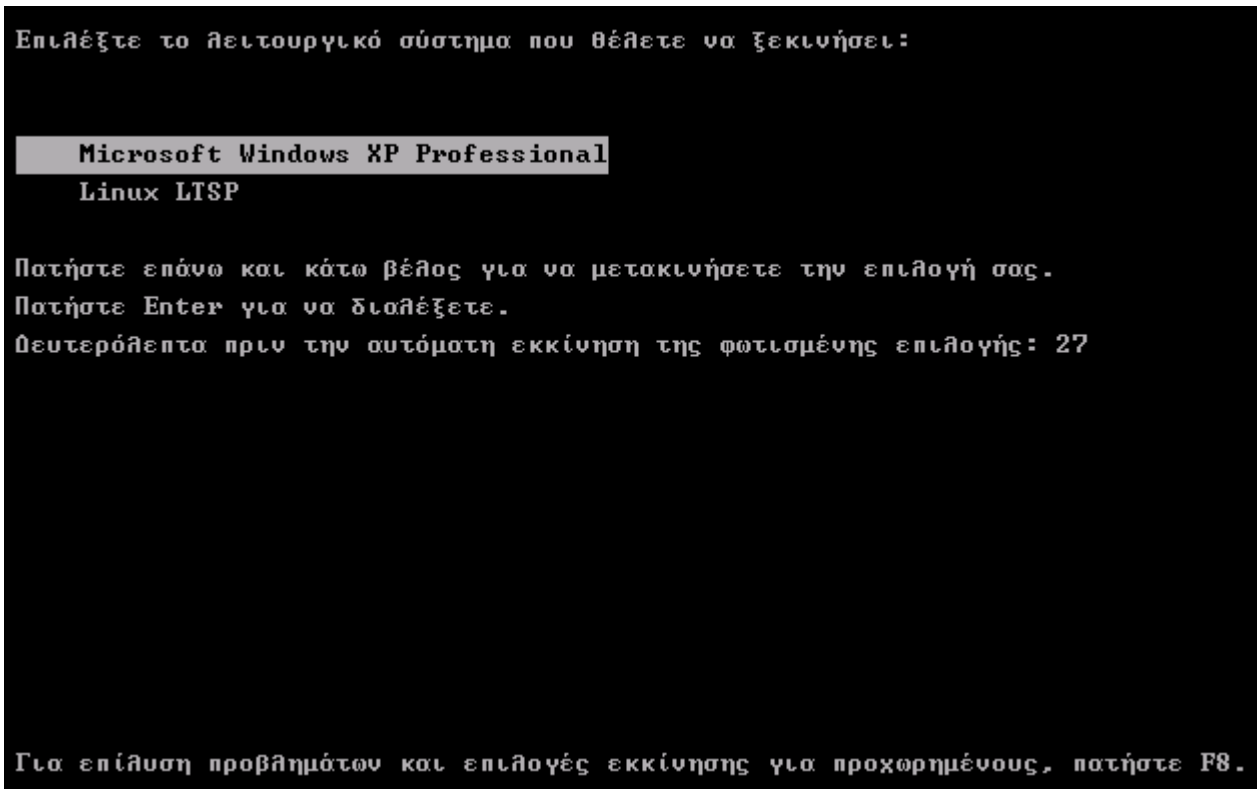 Επιλέξτε το λειτουργικό σύστημα που θέλετε να ξεκινήσει:
Microsoft Windows XP Professional
Linux LTSP
Πατήστε επάνω και κάτω βέλος για να μετακινήσετε την επιλογή σας.
Πατήστε Enter για να διαλέξετε.
Δευτερόλεπτα πριν την αυτόματη εκκίνηση της φωτισμένης επιλογής: 27
Για επίλυση προβλημάτων και επιλογές εκκίνησης για προχωρημένους, πατήστε F8.